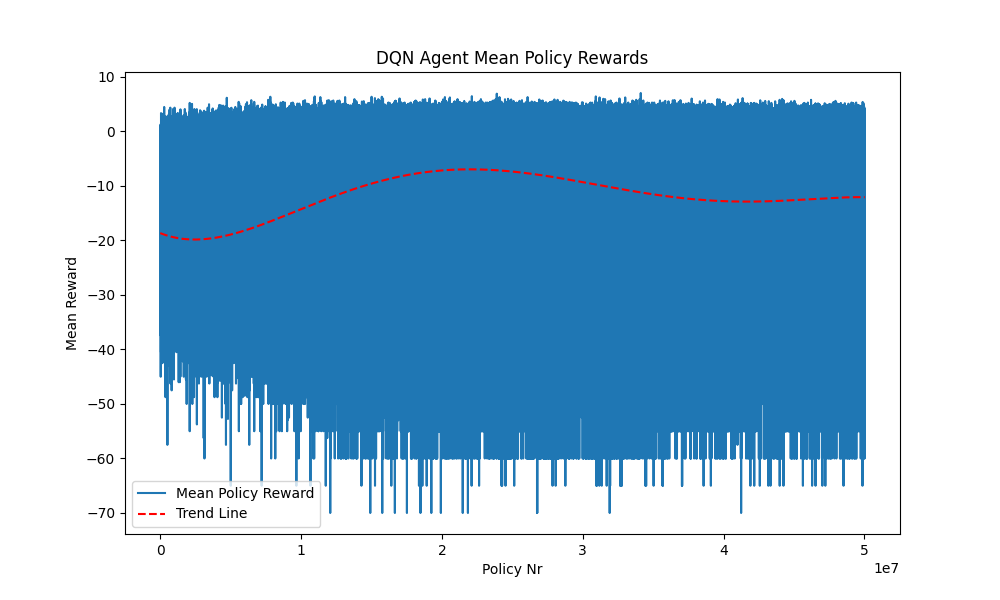 DQN Agent Mean Policy Rewards
Mean Reward
10
0
−10
−20
−30
−40
−50
−60
−70
Mean Policy Reward
Trend Line
0
1
2
3
4
5
1e7
Policy Nr